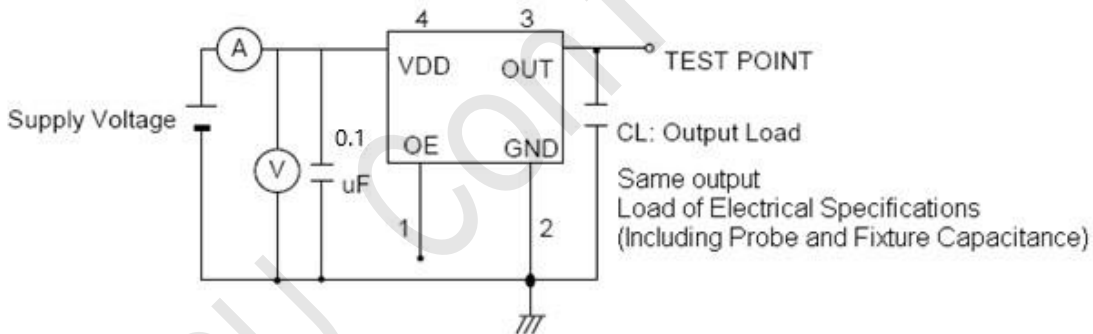 4 3
A
VDD OUT
TEST POINT
Supply Voltage
0.1
uF
V
OE GND
CL: Output Load
Same output
Load of Electrical Specifications
(Including Probe and Fixture Capacitance)
1 2